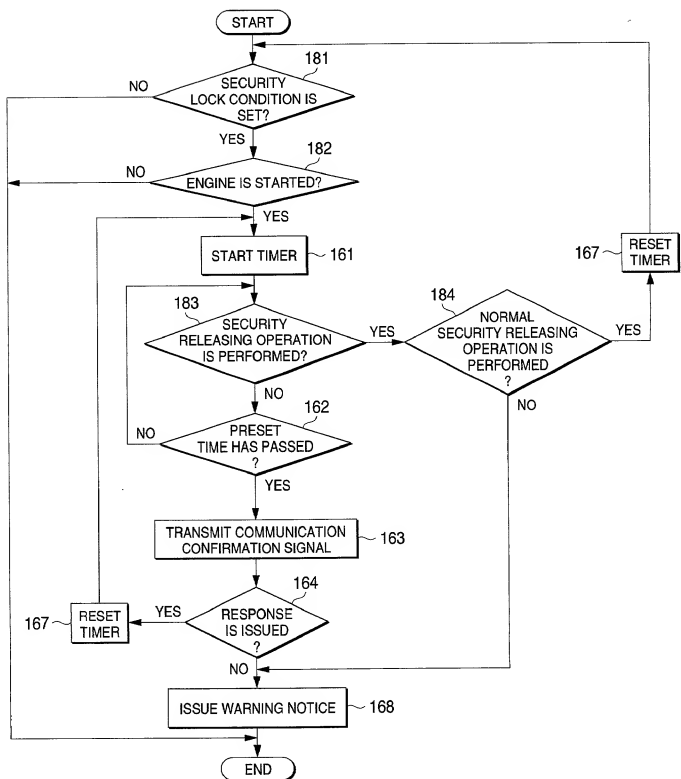 START
181
NO
SECURITY
LOCK CONDITION IS
SET?
YES
182
NO
ENGINE IS STARTED?
YES
START TIMER
161
167
RESET
TIMER
183
184
SECURITY
RELEASING OPERATION
IS PERFORMED?
YES
NORMAL
SECURITY RELEASING
OPERATION IS
PERFORMED
?
YES
NO
NO
162
NO
PRESET
TIME HAS PASSED
?
YES
TRANSMIT COMMUNICATION
CONFIRMATION SIGNAL
163
164
167
RESET
TIMER
YES
RESPONSE
IS ISSUED
?
NO
ISSUE WARNING NOTICE
168
END